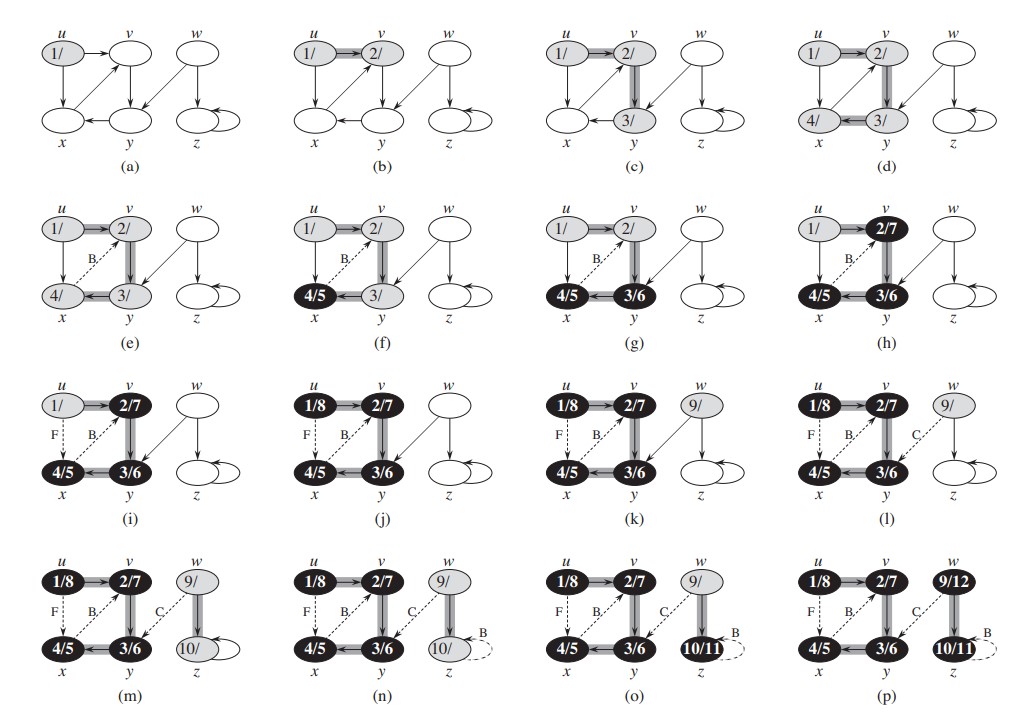 u v w u v w u v w u v w
1/ 1/ 2/ 1/ 2/ 1/ 2/
3/ 4/ 3/
x y z x y z x y z x y z
(a) (b) (c) (d)
u v w u v w u v w u v w
1/ 2/ 1/ 2/ 1/ 2/ 1/ 2/7
B B B B
4/ 3/ 4/5 3/ 4/5 3/6 4/5 3/6
x y z x y z x y z x y z
(e) (f) (g) (h)
u v w u v w u v w u v w
1/ 2/7 1/8 2/7 1/8 2/7 9/ 1/8 2/7 9/
F B F B F B F B C
4/5 3/6 4/5 3/6 4/5 3/6 4/5 3/6
x y z x y z x y z x y z
(i) (j) (k) (l)
u v w u v w u v w u v w
1/8 2/7 9/ 1/8 2/7 9/ 1/8 2/7 9/ 1/8 2/7 9/12
F B C F B C B F B C B F B C B
4/5 3/6 10/ 4/5 3/6 10/ 4/5 3/6 10/11 4/5 3/6 10/11
x y z x y z x y z x y z
(m) (n) (o) (p)